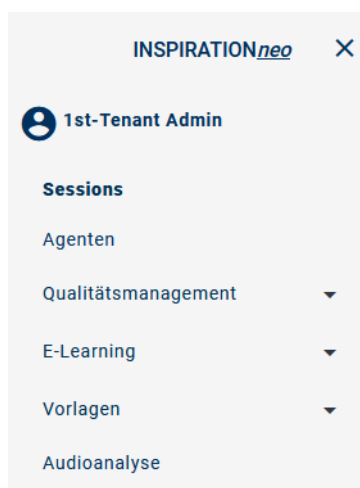 INSPIRATIONneo
1st-Tenant Admin
Sessions
Agenten
Qualitätsmanagement
E-Learning
Vorlagen
Audioanalyse